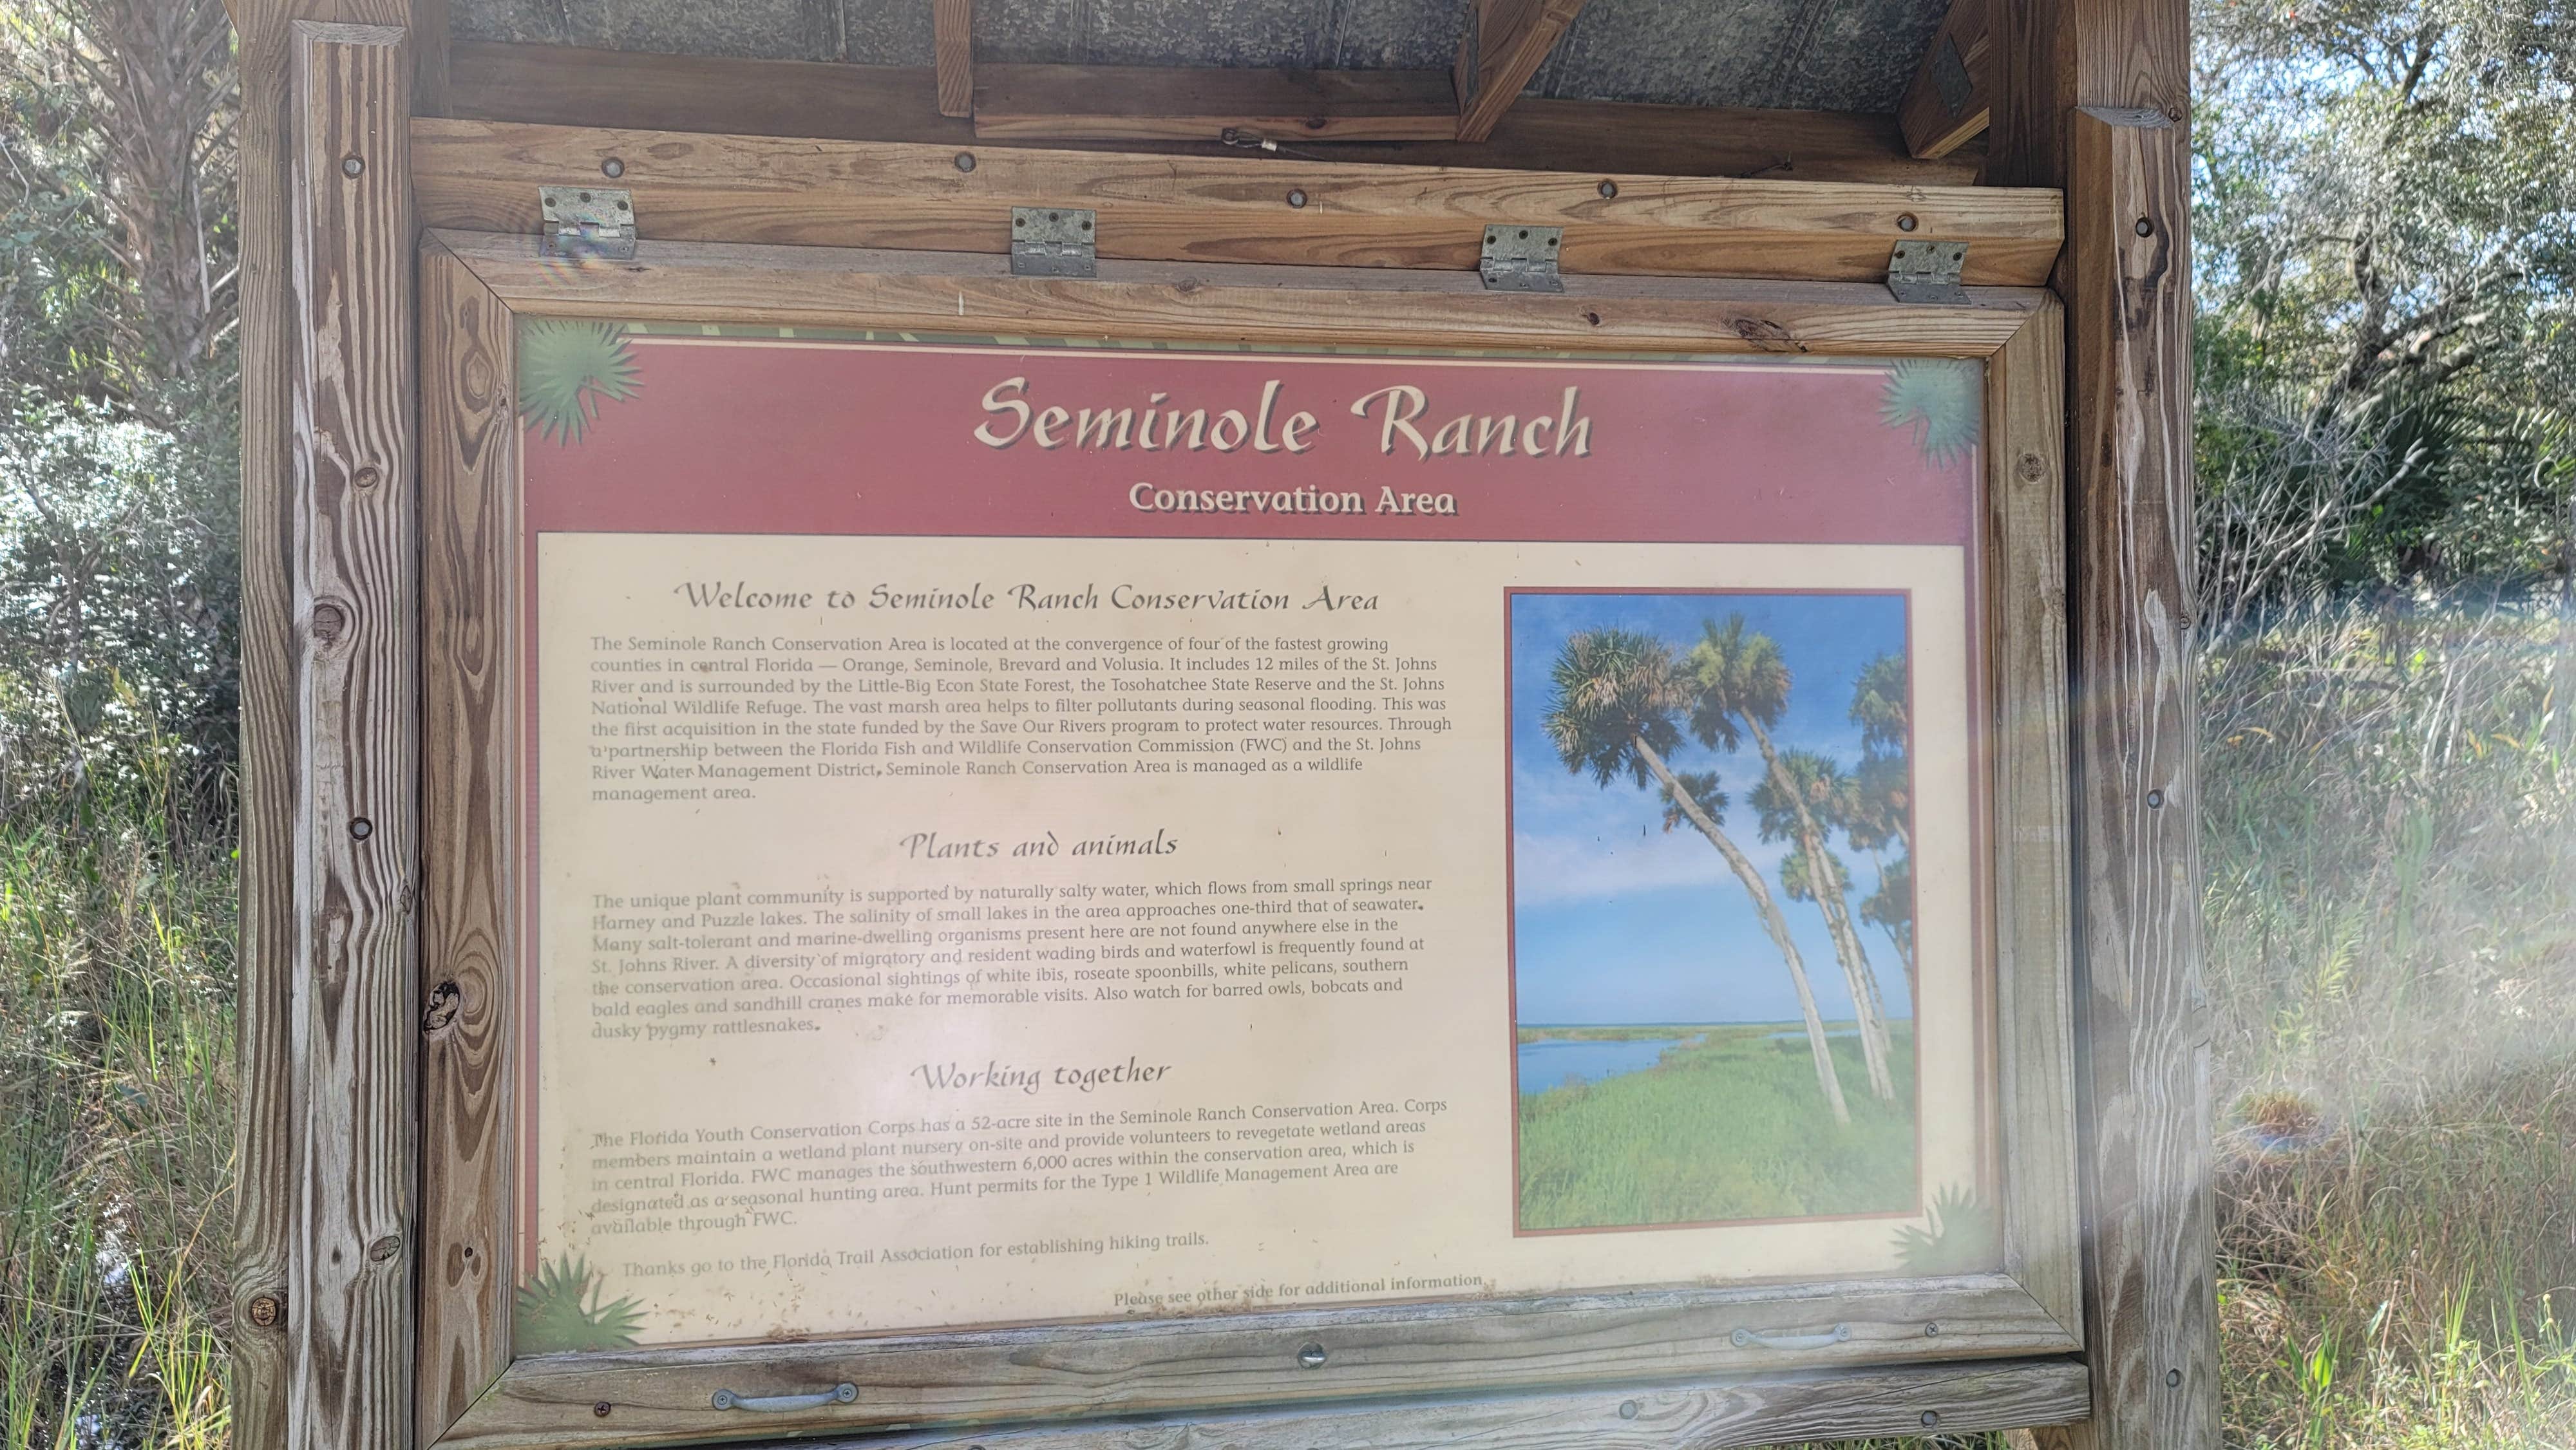 Seminole Ranch
Conservation Area
Welcome to Seminole Ranch Conservation Area
The Seminole Ranch Conservation Area is located at the convergence of four of the fastest growing
counties in central Florida — Orange, Seminole, Brevard and Volusia. It includes 12 miles of the St. Johns
River and is surrounded by the Little-Big Econ State Forest, the Tosohatchee State Reserve and the St. Johns
National Wildlife Refuge. The vast marsh area helps to filter pollutants during seasonal flooding. This was
the first acquisition in the state funded by the Save Our Rivers program to protect water resources. Through
a partnership between the Florida Fish and Wildlife Conservation Commission (FWC) and the St. Johns
River Water Management District, Seminole Ranch Conservation Area is managed as a wildlife
management area.
Plants and animals
The unique plant community is supported by naturally salty water, which flows from small springs near
Harney and Puzzle lakes. The salinity of small lakes in the area approaches one-third that of seawater.
Many salt-tolerant and marine-dwelling organisms present here are not found anywhere else in the
St. Johns River. A diversity of migratory and resident wading birds and waterfowl is frequently found at
the conservation area. Occasional sightings of white ibis, roseate spoonbills, white pelicans, southern
bald eagles and sandhill cranes make for memorable visits. Also watch for barred owls, bobcats and
dusky pygmy rattlesnakes.
Working together
The Florida Youth Conservation Corps has a 52-acre site in the Seminole Ranch Conservation Area. Corps
members maintain a wetland plant nursery on-site and provide volunteers to revegetate wetland areas
in central Florida. FWC manages the southwestern 6,000 acres within the conservation area, which is
designated as a seasonal hunting area. Hunt permits for the Type 1 Wildlife Management Area are
available through FWC.
Thanks go to the Florida Trail Association for establishing hiking trails.
Please see other side for additional information.